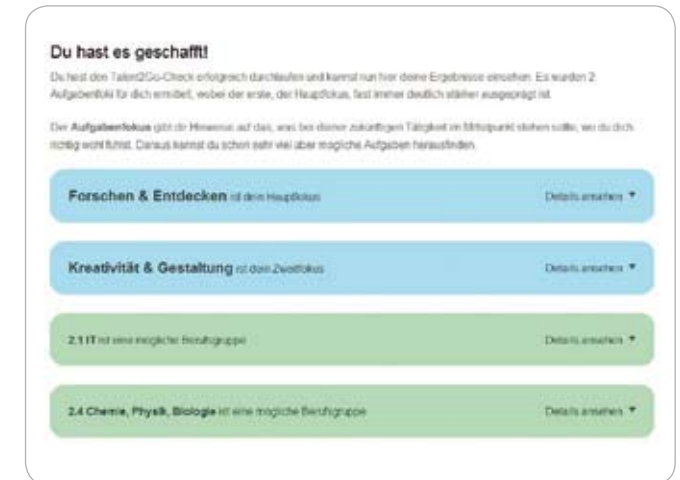 Du hast es geschafft!
Du hast den Talent2Go-Check erfolgreich durchlaufen und kannst nun hier deine Ergebnisse einsehen. Es wurden 2
Aufgabenfoki für dich ermittelt, wobei der erste, der Hauptfokus, fast immer deutlich stärker ausgeprägt ist.
Der Aufgabenfokus gibt dir Hinweise auf das, was bei deiner zukünftigen Tätigkeit im Mittelpunkt stehen sollte, wo du dich
richtig wohl fühlst. Daraus kannst du schon sehr viel über mögliche Aufgaben herausfinden.
Forschen & Entdecken ist dein Hauptfokus
Details ansehen
Kreativität & Gestaltung ist dein Zweitfokus
Details ansehen
2.1 IT ist eine mögliche Berufsgruppe
Details ansehen
2.4 Chemie, Physik, Biologie ist eine mögliche Berufsgruppe
Details ansehen